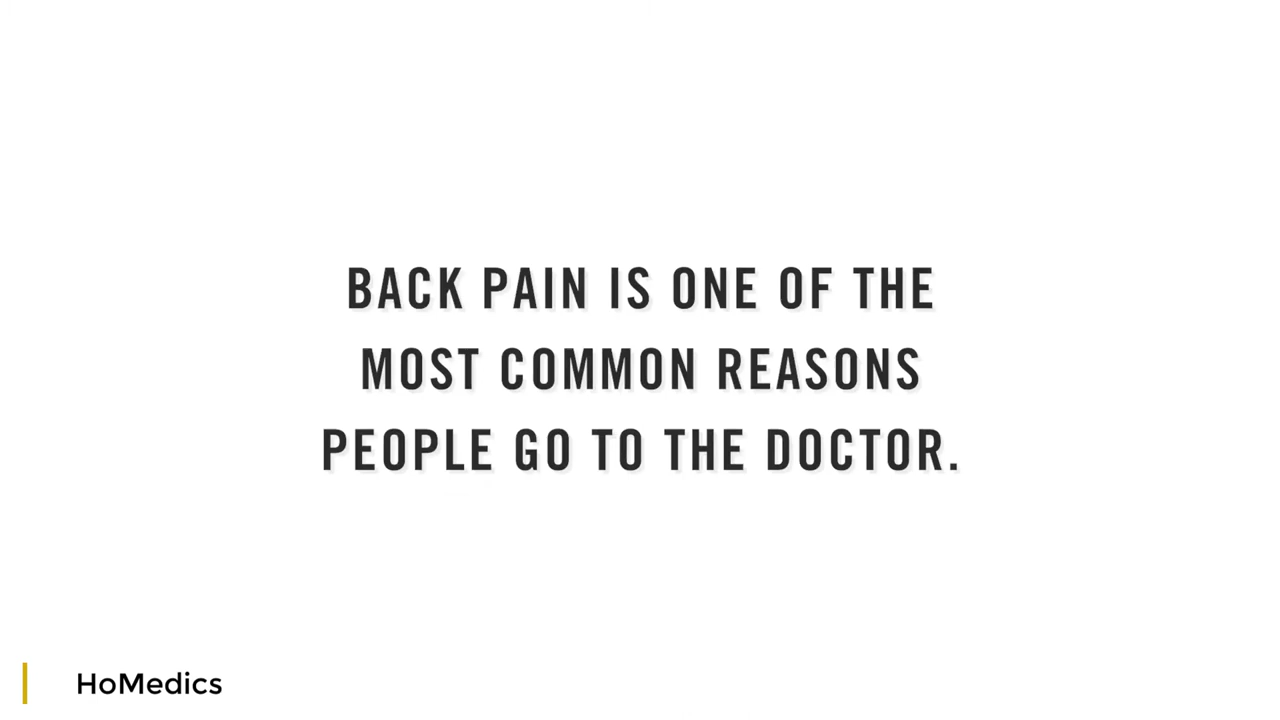 BACK PAIN IS ONE OF THE
MOST COMMON REASONS
PEOPLE GO TO THE DOCTOR.
HoMedics